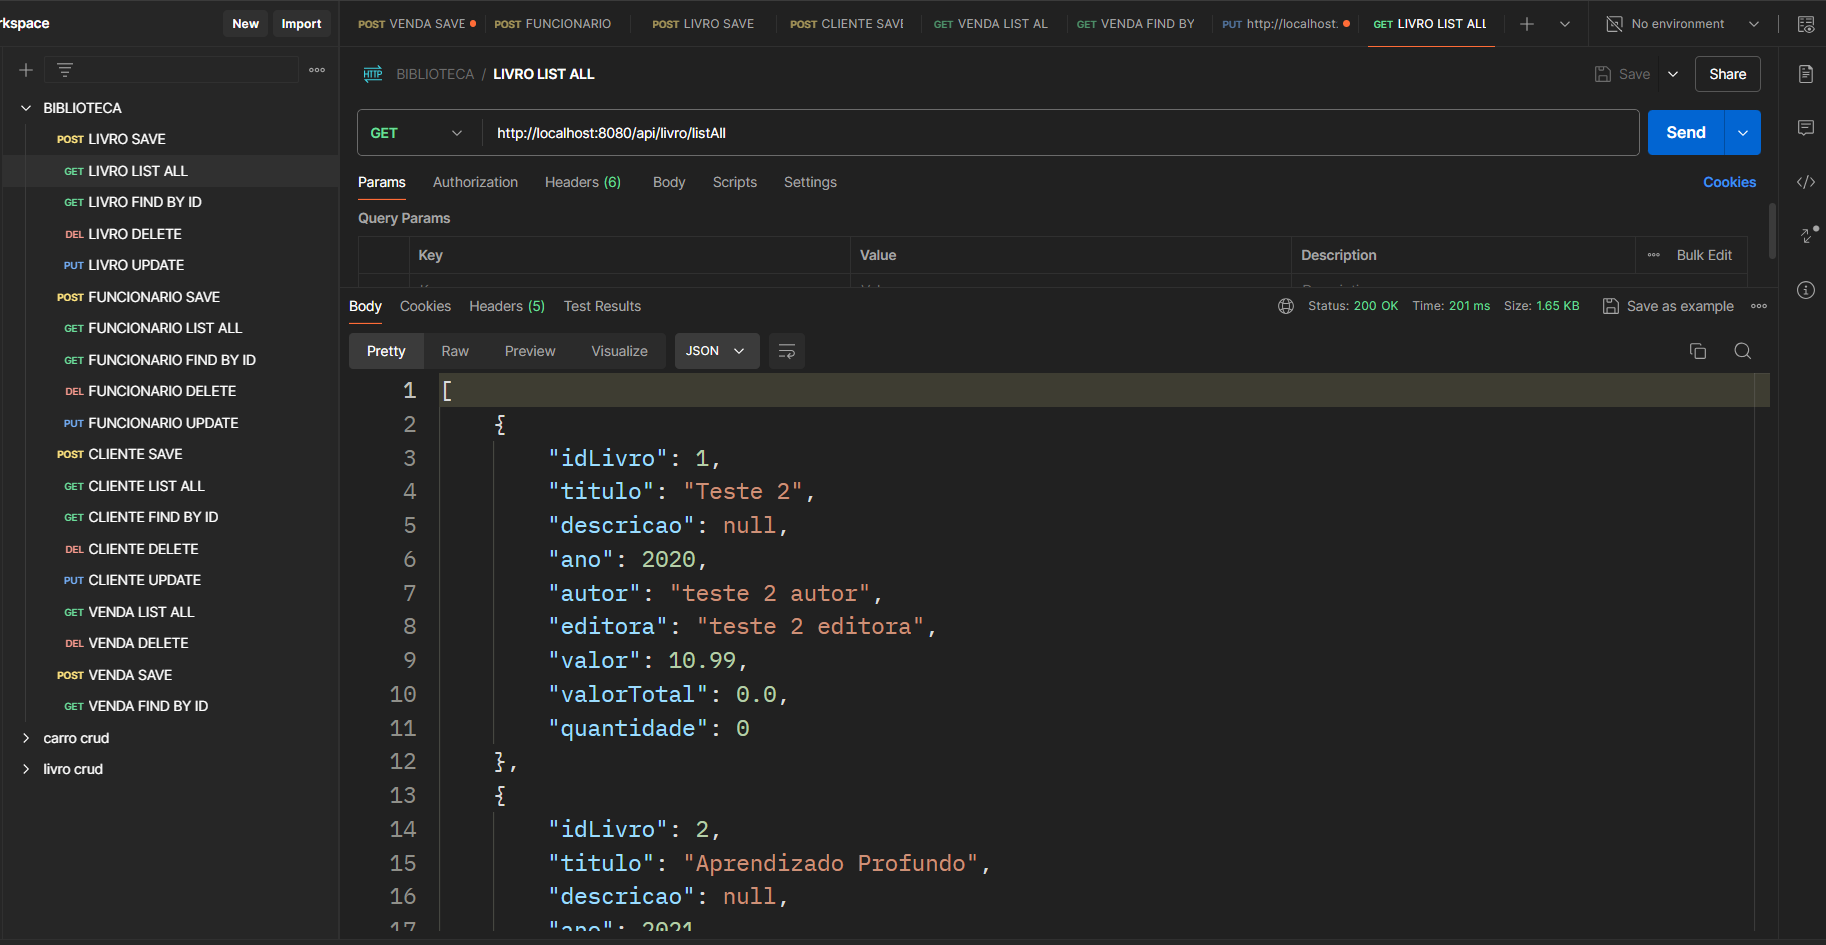 rkspace New Import
POST VENDA SAVE POST FUNCIONARIO POST LIVRO SAVE POST CLIENTE SAVE GET VENDA LIST AL GET VENDA FIND BY PUT http://localhost. GET LIVRO LIST ALL No environment
BIBLIOTECA / LIVRO LIST ALL Save Share
GET http://localhost:8080/api/livro/listAll Send
Params Authorization Headers (6) Body Scripts Settings Cookies
Query Params
Key Value Description Bulk Edit
Body Cookies Headers (5) Test Results Status: 200 OK Time: 201 ms Size: 1.65 KB Save as example
Pretty Raw Preview Visualize JSON
BIBLIOTECA
POST LIVRO SAVE
GET LIVRO LIST ALL
GET LIVRO FIND BY ID
DEL LIVRO DELETE
PUT LIVRO UPDATE
POST FUNCIONARIO SAVE
GET FUNCIONARIO LIST ALL
GET FUNCIONARIO FIND BY ID
DEL FUNCIONARIO DELETE
PUT FUNCIONARIO UPDATE
POST CLIENTE SAVE
GET CLIENTE LIST ALL
GET CLIENTE FIND BY ID
DEL CLIENTE DELETE
PUT CLIENTE UPDATE
GET VENDA LIST ALL
DEL VENDA DELETE
POST VENDA SAVE
GET VENDA FIND BY ID
carro crud
livro crud
1 [
2 {
3 "idLivro": 1,
4 "titulo": "Teste 2",
5 "descricao": null,
6 "ano": 2020,
7 "autor": "teste 2 autor",
8 "editora": "teste 2 editora",
9 "valor": 10.99,
10 "valorTotal": 0.0,
11 "quantidade": 0
12 },
13 {
14 "idLivro": 2,
15 "titulo": "Aprendizado Profundo",
16 "descricao": null,
17 "ano": 2021